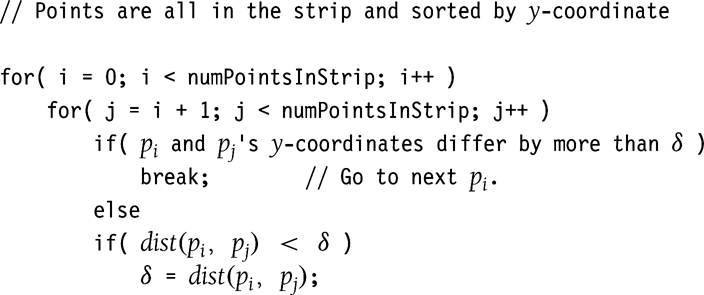 // Points are all in the strip and sorted by y-coordinate
for( i = 0; i < numPointsInStrip; i++ )
for( j = i + 1; j < numPointsInStrip; j++ )
if( pᵢ and pⱼ's y-coordinates differ by more than δ )
break; // Go to next pᵢ.
else
if( dist(pᵢ, pⱼ) < δ )
δ = dist(pᵢ, pⱼ);